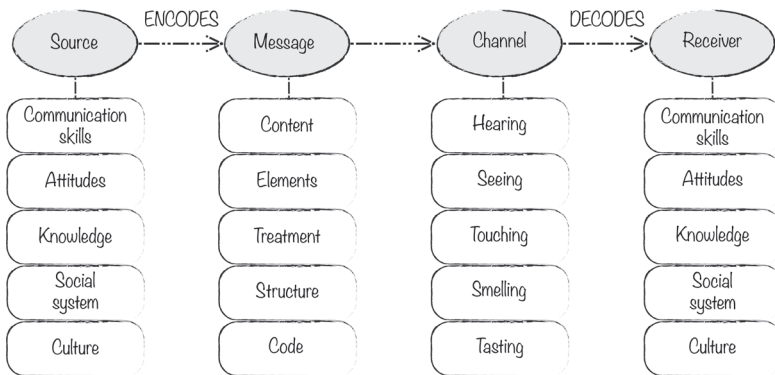 ENCODES
DECODES
Source
Message
Channel
Receiver
Communication
skills
Content
Hearing
Communication
skills
Attitudes
Elements
Seeing
Attitudes
Knowledge
Treatment
Touching
Knowledge
Social
system
Structure
Smelling
Social
system
Culture
Code
Tasting
Culture